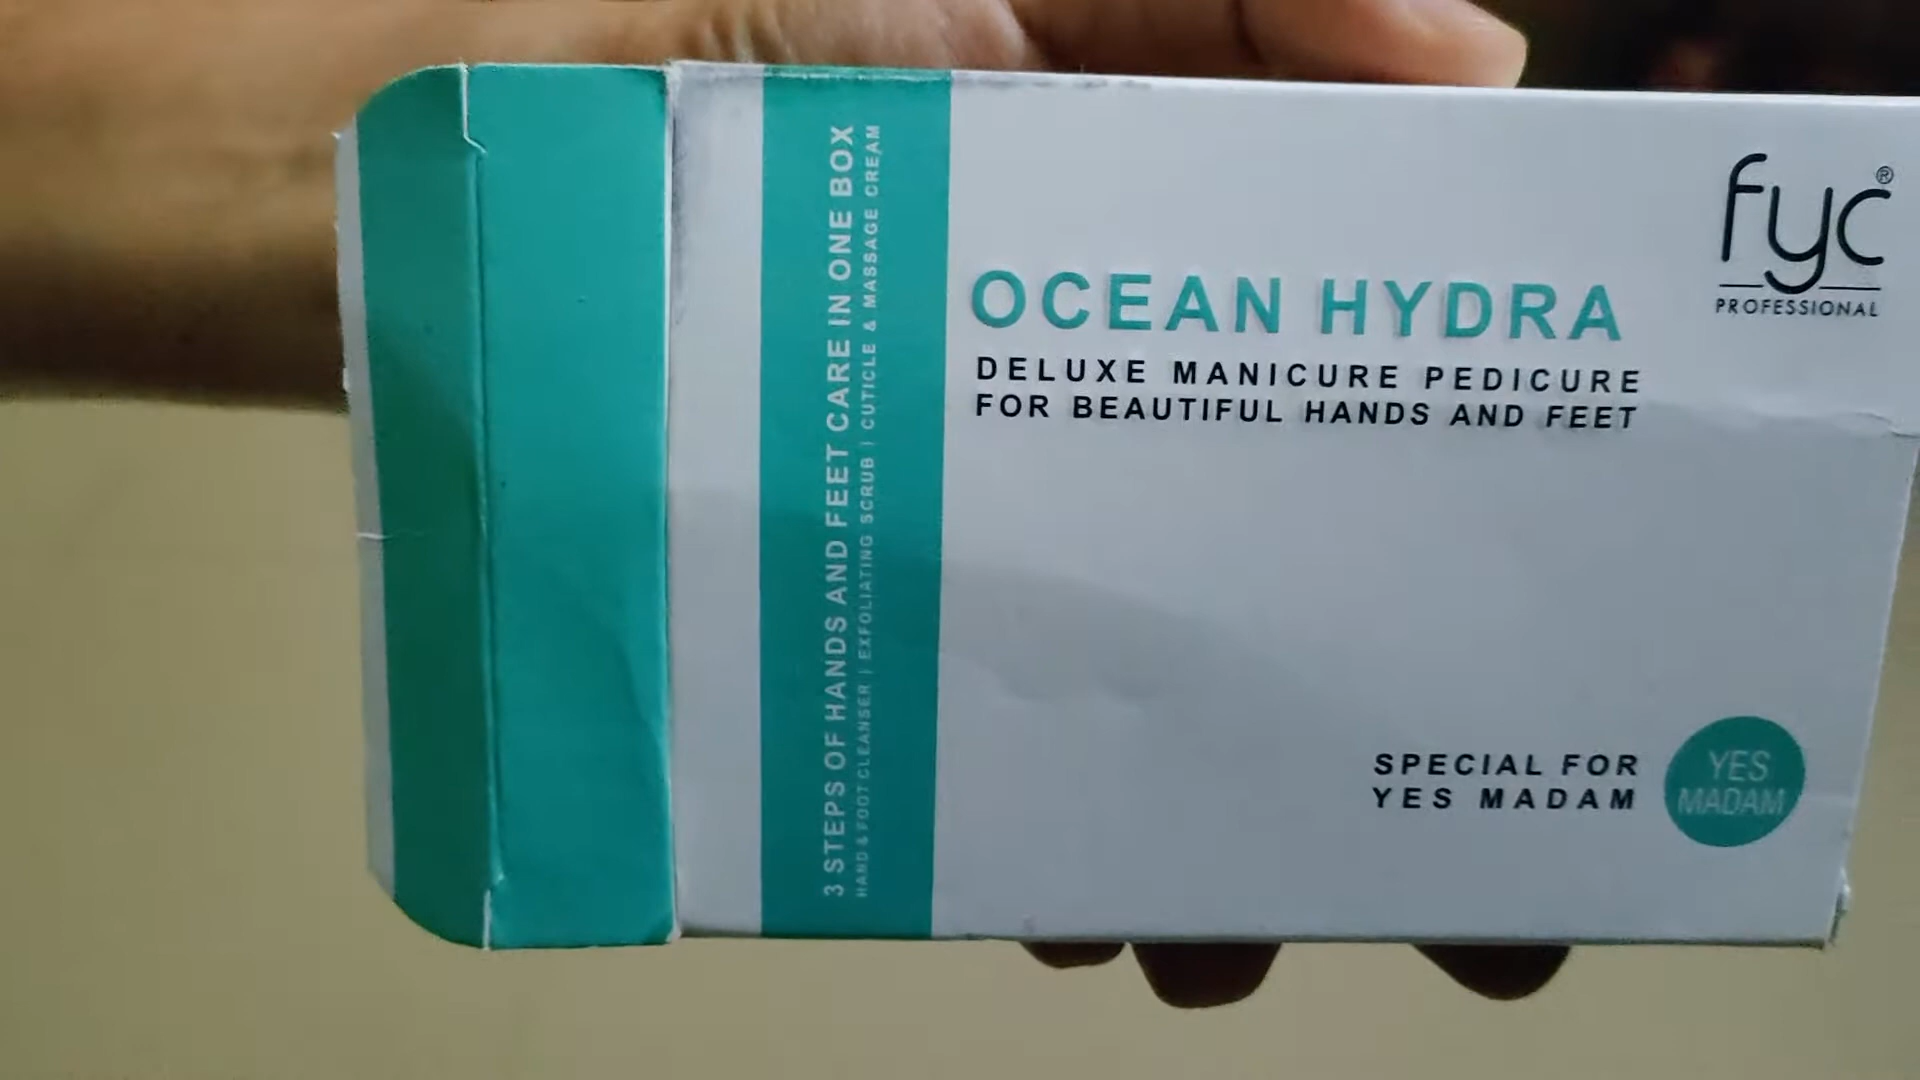 3 STEPS OF HANDS AND FEET CARE IN ONE BOX
HAND & FOOT CLEANSER | EXFOLIATING SCRUB | CUTICLE & MASSAGE CREAM
fyc®
PROFESSIONAL
OCEAN HYDRA
DELUXE MANICURE PEDICURE
FOR BEAUTIFUL HANDS AND FEET
SPECIAL FOR
YES MADAM
YES
MADAM